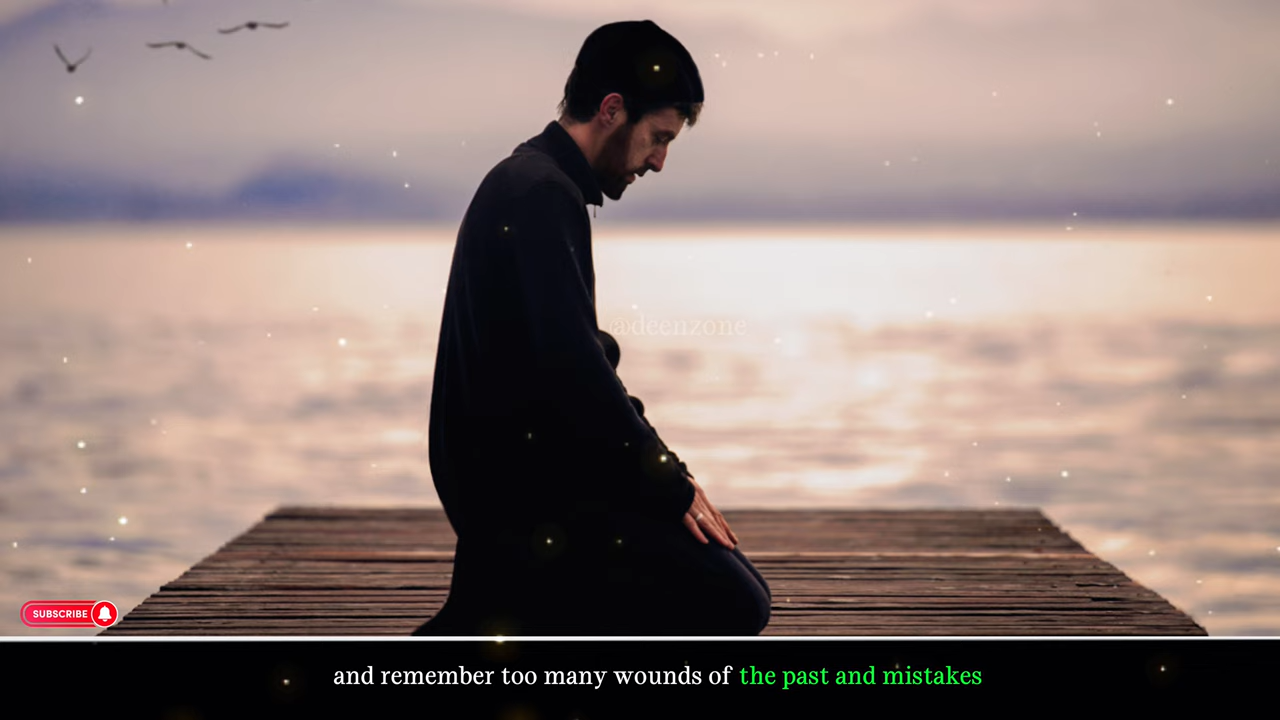 @deenzone
SUBSCRIBE
and remember too many wounds of the past and mistakes